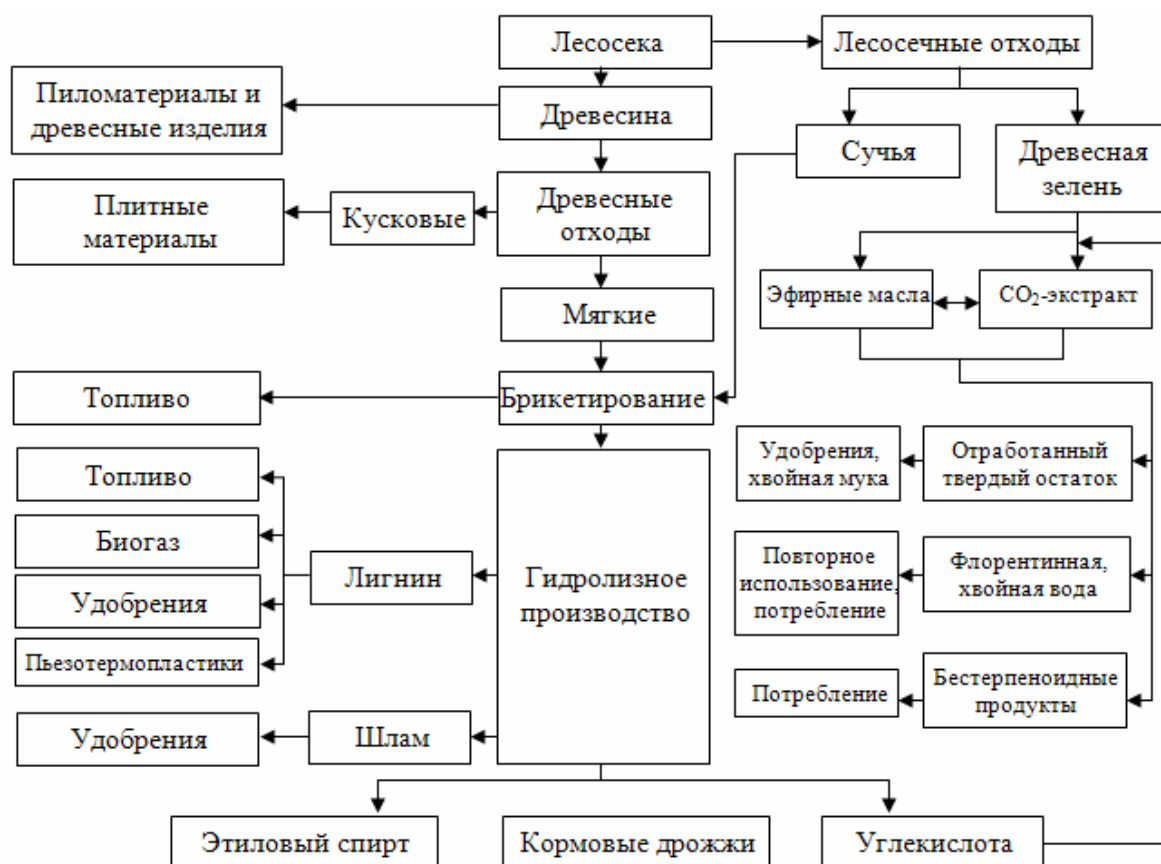 Лесосека
Лесосечные отходы
Пиломатериалы и
древесные изделия
Древесина
Сучья
Древесная
зелень
Плитные
материалы
Кусковые
Древесные
отходы
Эфирные масла
CO₂-экстракт
Мягкие
Топливо
Брикетирование
Удобрения,
хвойная мука
Отработанный
твердый остаток
Топливо
Биогаз
Удобрения
Пьезотермопластики
Лигнин
Гидролизное
производство
Повторное
использование,
потребление
Флорентинная,
хвойная вода
Потребление
Бестерпеноидные
продукты
Удобрения
Шлам
Этиловый спирт
Кормовые дрожжи
Углекислота